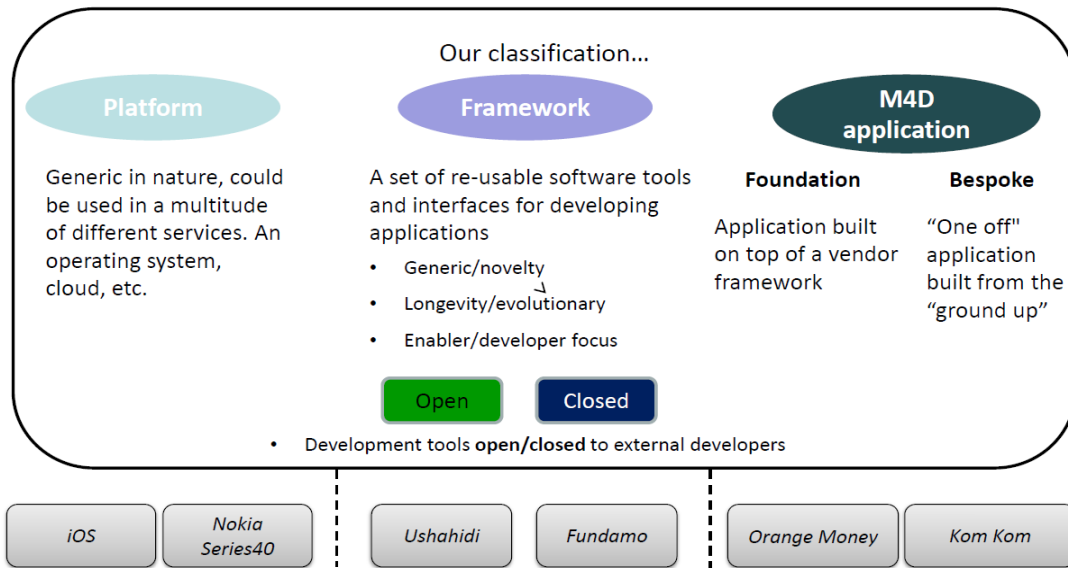 Our classification...
Platform
Framework
M4D
application
Generic in nature, could
be used in a multitude
of different services. An
operating system,
cloud, etc.
A set of re-usable software tools
and interfaces for developing
applications
• Generic/novelty
• Longevity/evolutionary
• Enabler/developer focus
Open
Closed
• Development tools open/closed to external developers
Foundation
Application built
on top of a vendor
framework
Bespoke
“One off"
application
built from the
“ground up”
iOS
Nokia
Series40
Ushahidi
Fundamo
Orange Money
Kom Kom